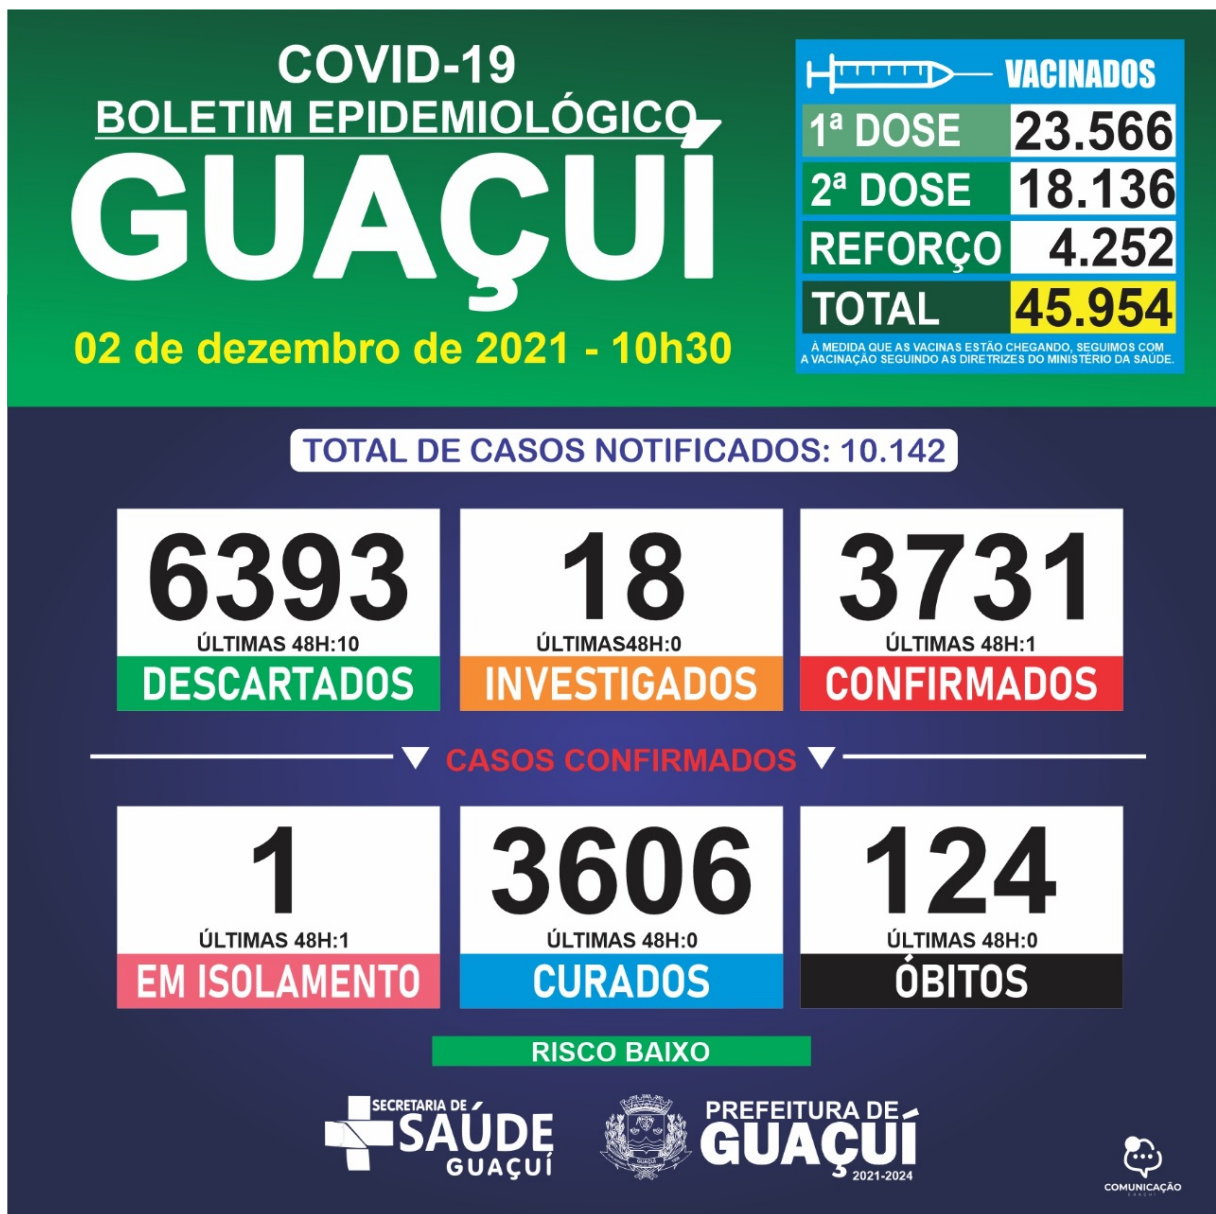 COVID-19
BOLETIM EPIDEMIOLÓGICO
GUAÇUÍ
02 de dezembro de 2021 - 10h30
VACINADOS
1ª DOSE 23.566
2ª DOSE 18.136
REFORÇO 4.252
TOTAL 45.954
À MEDIDA QUE AS VACINAS ESTÃO CHEGANDO, SEGUIMOS COM
A VACINAÇÃO SEGUINDO AS DIRETRIZES DO MINISTÉRIO DA SAÚDE.
TOTAL DE CASOS NOTIFICADOS: 10.142
6393
ÚLTIMAS 48H:10
DESCARTADOS
18
ÚLTIMAS48H:0
INVESTIGADOS
3731
ÚLTIMAS 48H:1
CONFIRMADOS
CASOS CONFIRMADOS
1
ÚLTIMAS 48H:1
EM ISOLAMENTO
3606
ÚLTIMAS 48H:0
CURADOS
124
ÚLTIMAS 48H:0
ÓBITOS
RISCO BAIXO
SECRETARIA DE
SAÚDE
GUAÇUÍ
GUAÇUÍ
PREFEITURA DE
GUAÇUÍ
2021-2024
COMUNICAÇÃO
GUAÇUÍ